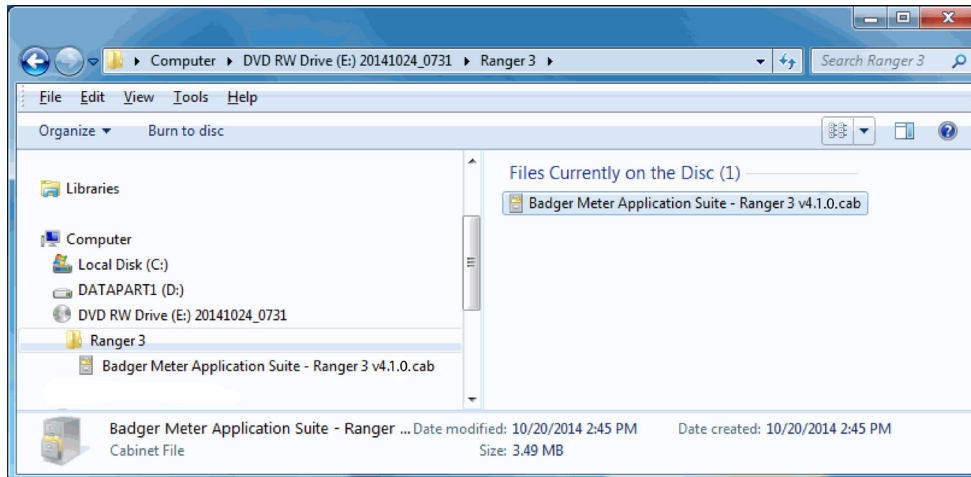 Computer ▸ DVD RW Drive (E:) 20141024_0731 ▸ Ranger 3 ▸ Search Ranger 3
File Edit View Tools Help
Organize ▾ Burn to disc
Files Currently on the Disc (1)
Libraries
Badger Meter Application Suite - Ranger 3 v4.1.0.cab
Computer
Local Disk (C:)
DATAPART1 (D:)
DVD RW Drive (E:) 20141024_0731
Ranger 3
Badger Meter Application Suite - Ranger 3 v4.1.0.cab
Badger Meter Application Suite - Ranger ... Date modified: 10/20/2014 2:45 PM Date created: 10/20/2014 2:45 PM
Cabinet File Size: 3.49 MB